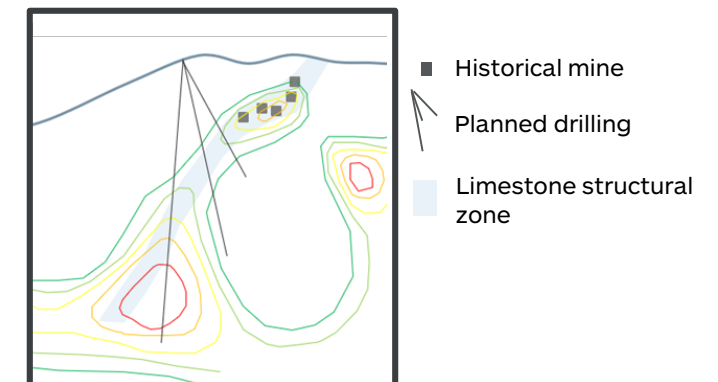 Historical mine
Planned drilling
Limestone structural
zone